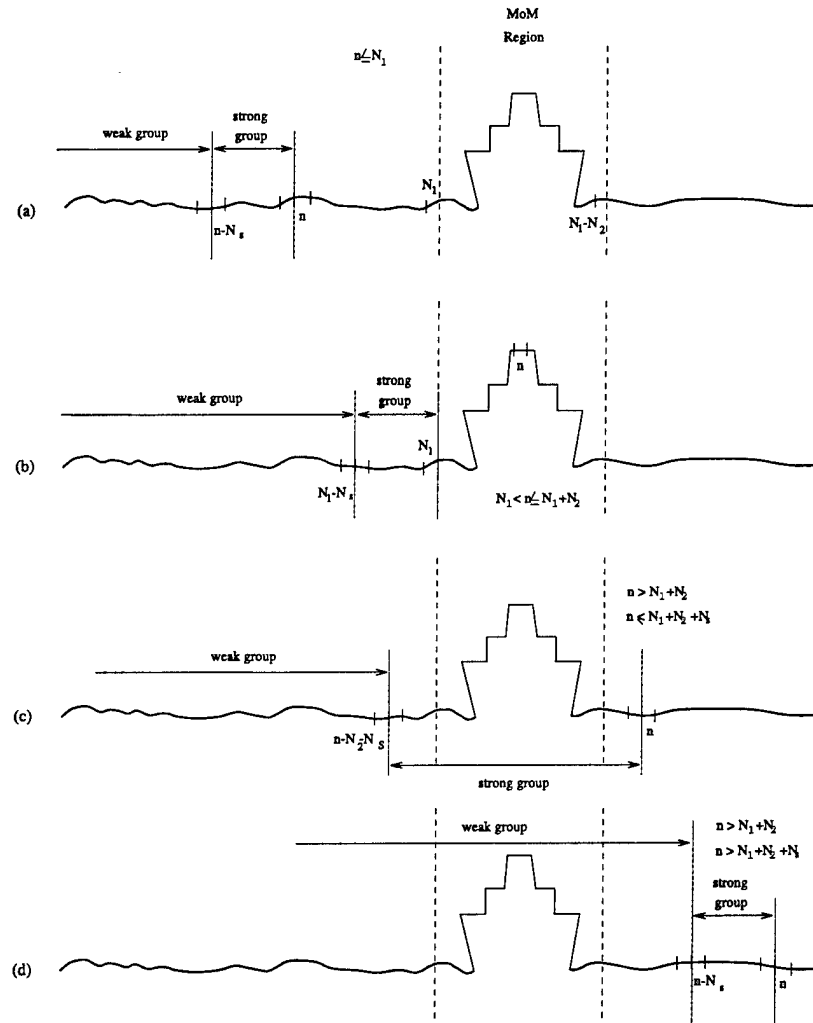 MoM
Region
n≤N₁
weak group
strong
group
N₁
(a)
n-Nₛ
n
N₁-N₂
n
weak group
strong
group
N₁
(b)
N₁-Nₛ
N₁ < n ≤ N₁+N₂
n > N₁+N₂
n ≤ N₁+N₂+Nₛ
weak group
(c)
n-N₂-N_S
n
strong group
weak group
n > N₁+N₂
n > N₁+N₂+Nₛ
strong
group
(d)
n-Nₛ
n